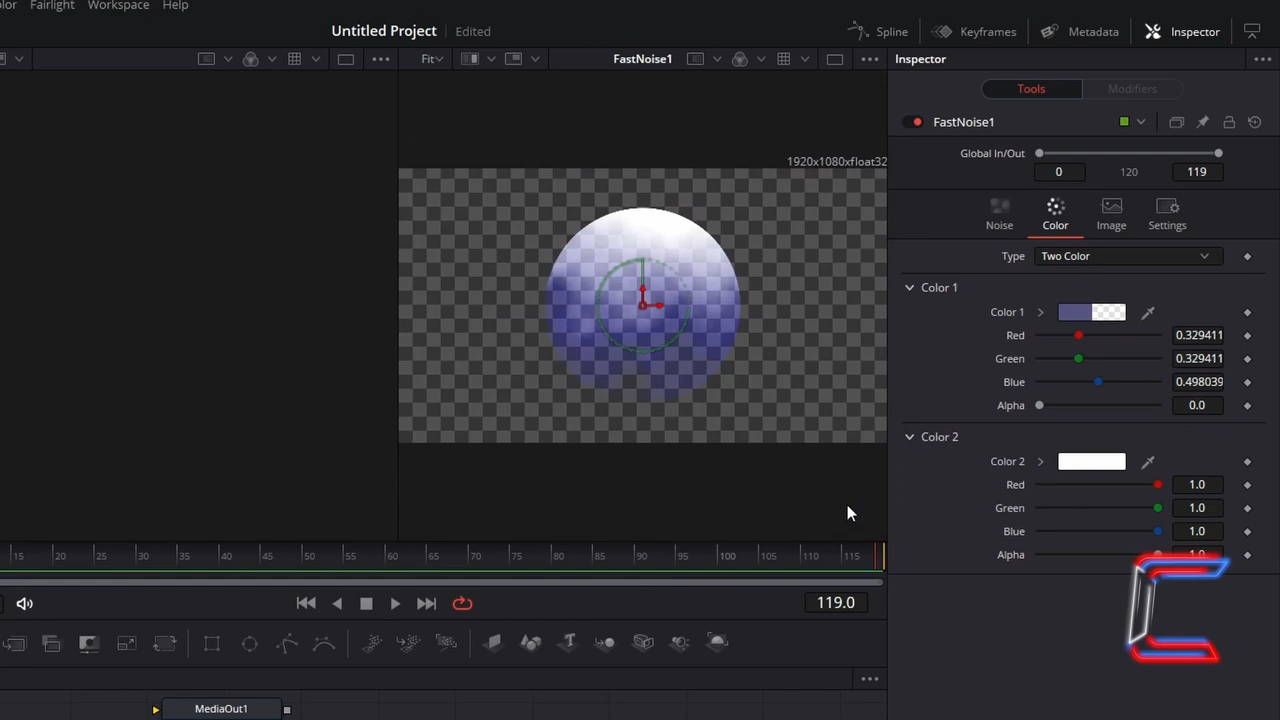 olor Fairlight Workspace Help
Untitled Project Edited
Spline Keyframes Metadata Inspector
Fit FastNoise1
Inspector
Tools Modifiers
FastNoise1
1920x1080xfloat32
Global In/Out
0 120 119
Noise Color Image Settings
Type Two Color
Color 1
Color 1
Red 0.329411
Green 0.329411
Blue 0.498039
Alpha 0.0
Color 2
Color 2
Red 1.0
Green 1.0
Blue 1.0
Alpha 1.0
15 20 25 30 35 40 45 50 55 60 65 70 75 80 85 90 95 100 105 110 115
119.0
MediaOut1